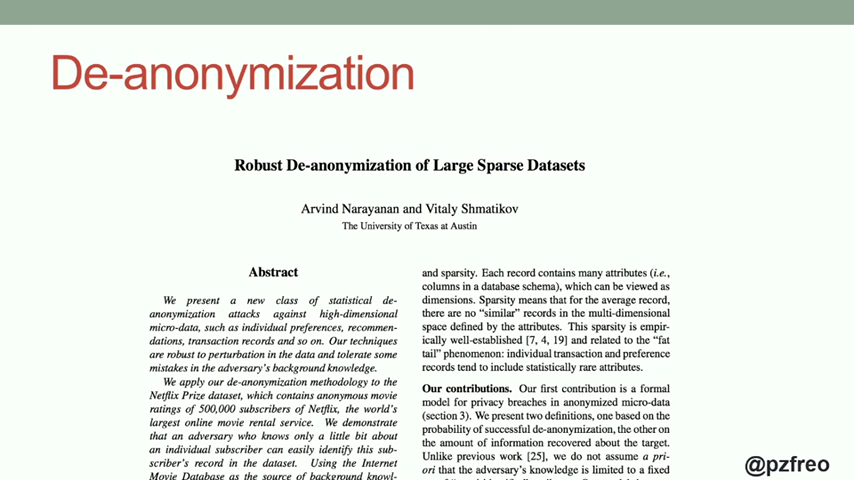 De-anonymization
Robust De-anonymization of Large Sparse Datasets
Arvind Narayanan and Vitaly Shmatikov
The University of Texas at Austin
Abstract
We present a new class of statistical de-
anonymization attacks against high-dimensional
micro-data, such as individual preferences, recommen-
dations, transaction records and so on. Our techniques
are robust to perturbation in the data and tolerate some
mistakes in the adversary's background knowledge.
We apply our de-anonymization methodology to the
Netflix Prize dataset, which contains anonymous movie
ratings of 500,000 subscribers of Netflix, the world's
largest online movie rental service. We demonstrate
that an adversary who knows only a little bit about
an individual subscriber can easily identify this sub-
scriber's record in the dataset. Using the Internet
Movie Database as the source of background knowl-
and sparsity. Each record contains many attributes (i.e.,
columns in a database schema), which can be viewed as
dimensions. Sparsity means that for the average record,
there are no “similar” records in the multi-dimensional
space defined by the attributes. This sparsity is empir-
ically well-established [7, 4, 19] and related to the “fat
tail” phenomenon: individual transaction and preference
records tend to include statistically rare attributes.
Our contributions. Our first contribution is a formal
model for privacy breaches in anonymized micro-data
(section 3). We present two definitions, one based on the
probability of successful de-anonymization, the other on
the amount of information recovered about the target.
Unlike previous work [25], we do not assume a pri-
ori that the adversary's knowledge is limited to a fixed
@pzfreo